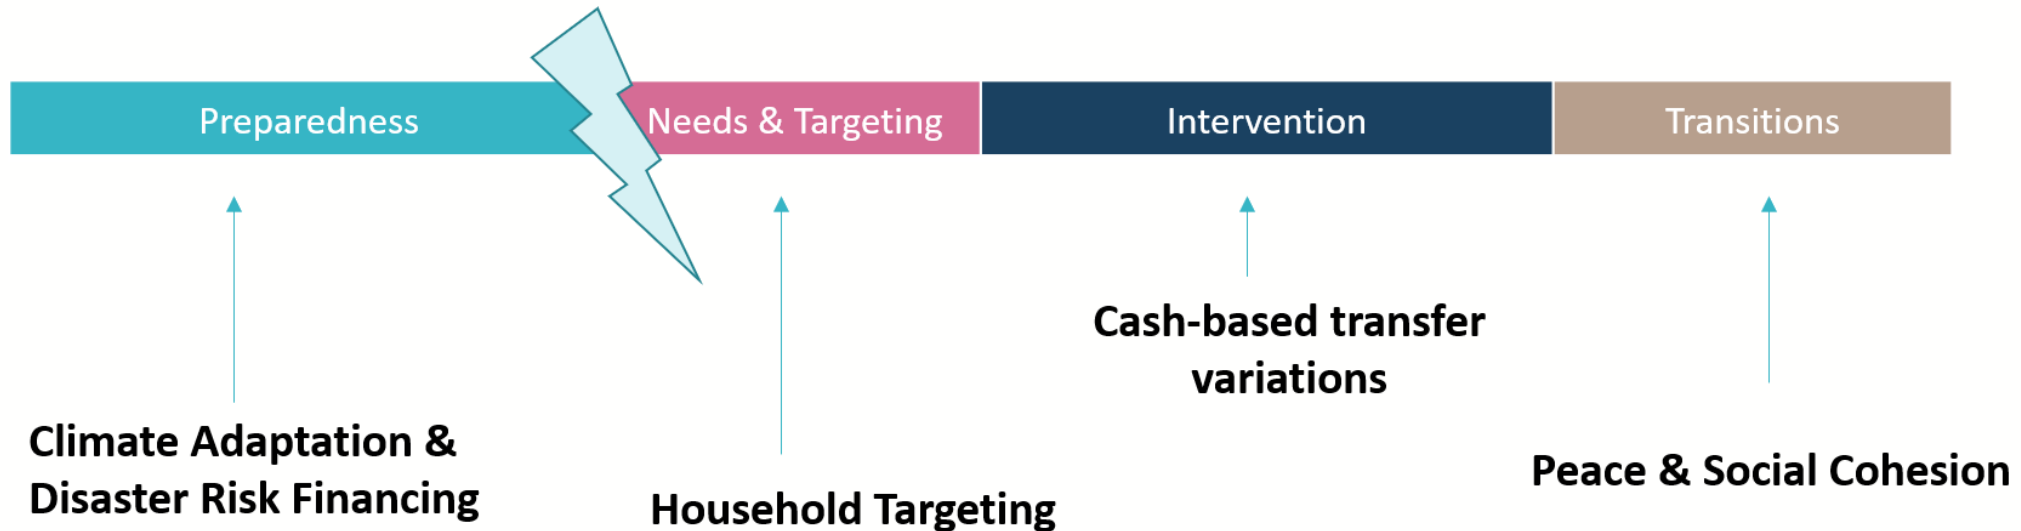 Preparedness
Needs & Targeting
Intervention
Transitions
Climate Adaptation &
Disaster Risk Financing
Household Targeting
Cash-based transfer
variations
Peace & Social Cohesion